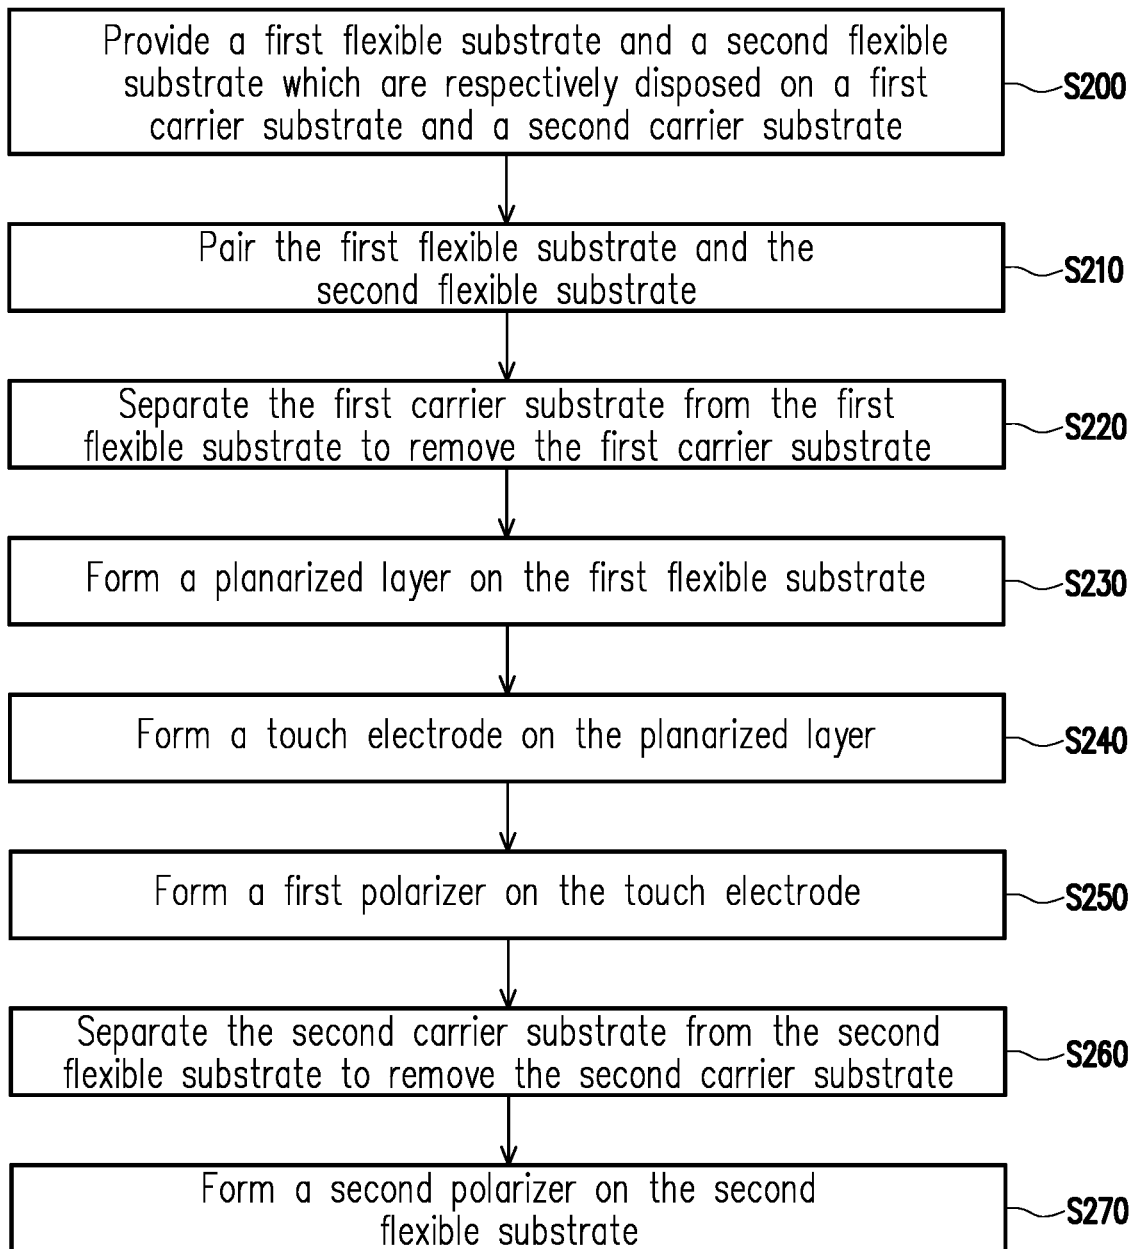 Provide a first flexible substrate and a second flexible
substrate which are respectively disposed on a first
carrier substrate and a second carrier substrate
S200
Pair the first flexible substrate and the
second flexible substrate
S210
Separate the first carrier substrate from the first
flexible substrate to remove the first carrier substrate
S220
Form a planarized layer on the first flexible substrate
S230
Form a touch electrode on the planarized layer
S240
Form a first polarizer on the touch electrode
S250
Separate the second carrier substrate from the second
flexible substrate to remove the second carrier substrate
S260
Form a second polarizer on the second
flexible substrate
S270